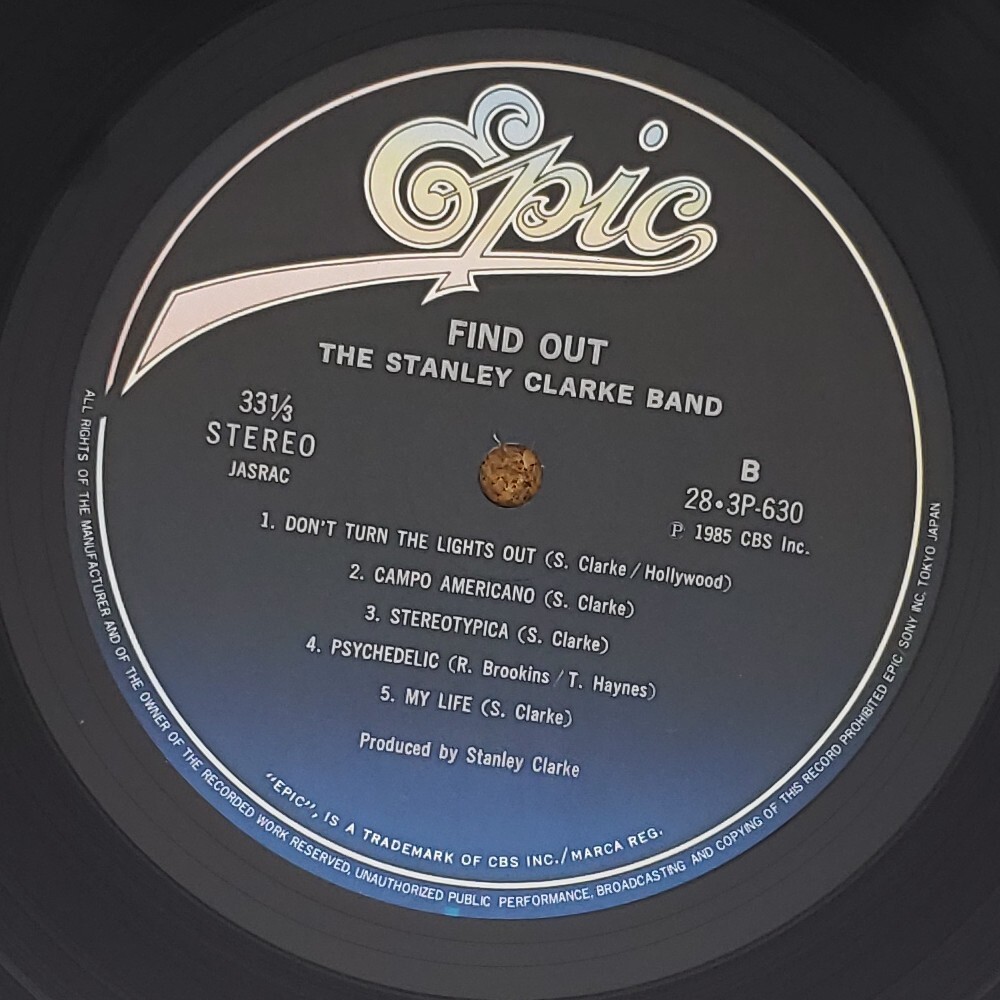 Epic
FIND OUT
THE STANLEY CLARKE BAND
33⅓
STEREO
JASRAC
B
28•3P-630
℗ 1985 CBS Inc.
1. DON'T TURN THE LIGHTS OUT (S. Clarke / Hollywood)
2. CAMPO AMERICANO (S. Clarke)
3. STEREOTYPICA (S. Clarke)
4. PSYCHEDELIC (R. Brookins / T. Haynes)
5. MY LIFE (S. Clarke)
Produced by Stanley Clarke
"EPIC", IS A TRADEMARK OF CBS INC./MARCA REG.
ALL RIGHTS OF THE MANUFACTURER AND OF THE OWNER OF THE RECORDED WORK RESERVED, UNAUTHORIZED PUBLIC PERFORMANCE, BROADCASTING AND COPYING OF THIS RECORD PROHIBITED EPIC / SONY INC. TOKYO JAPAN